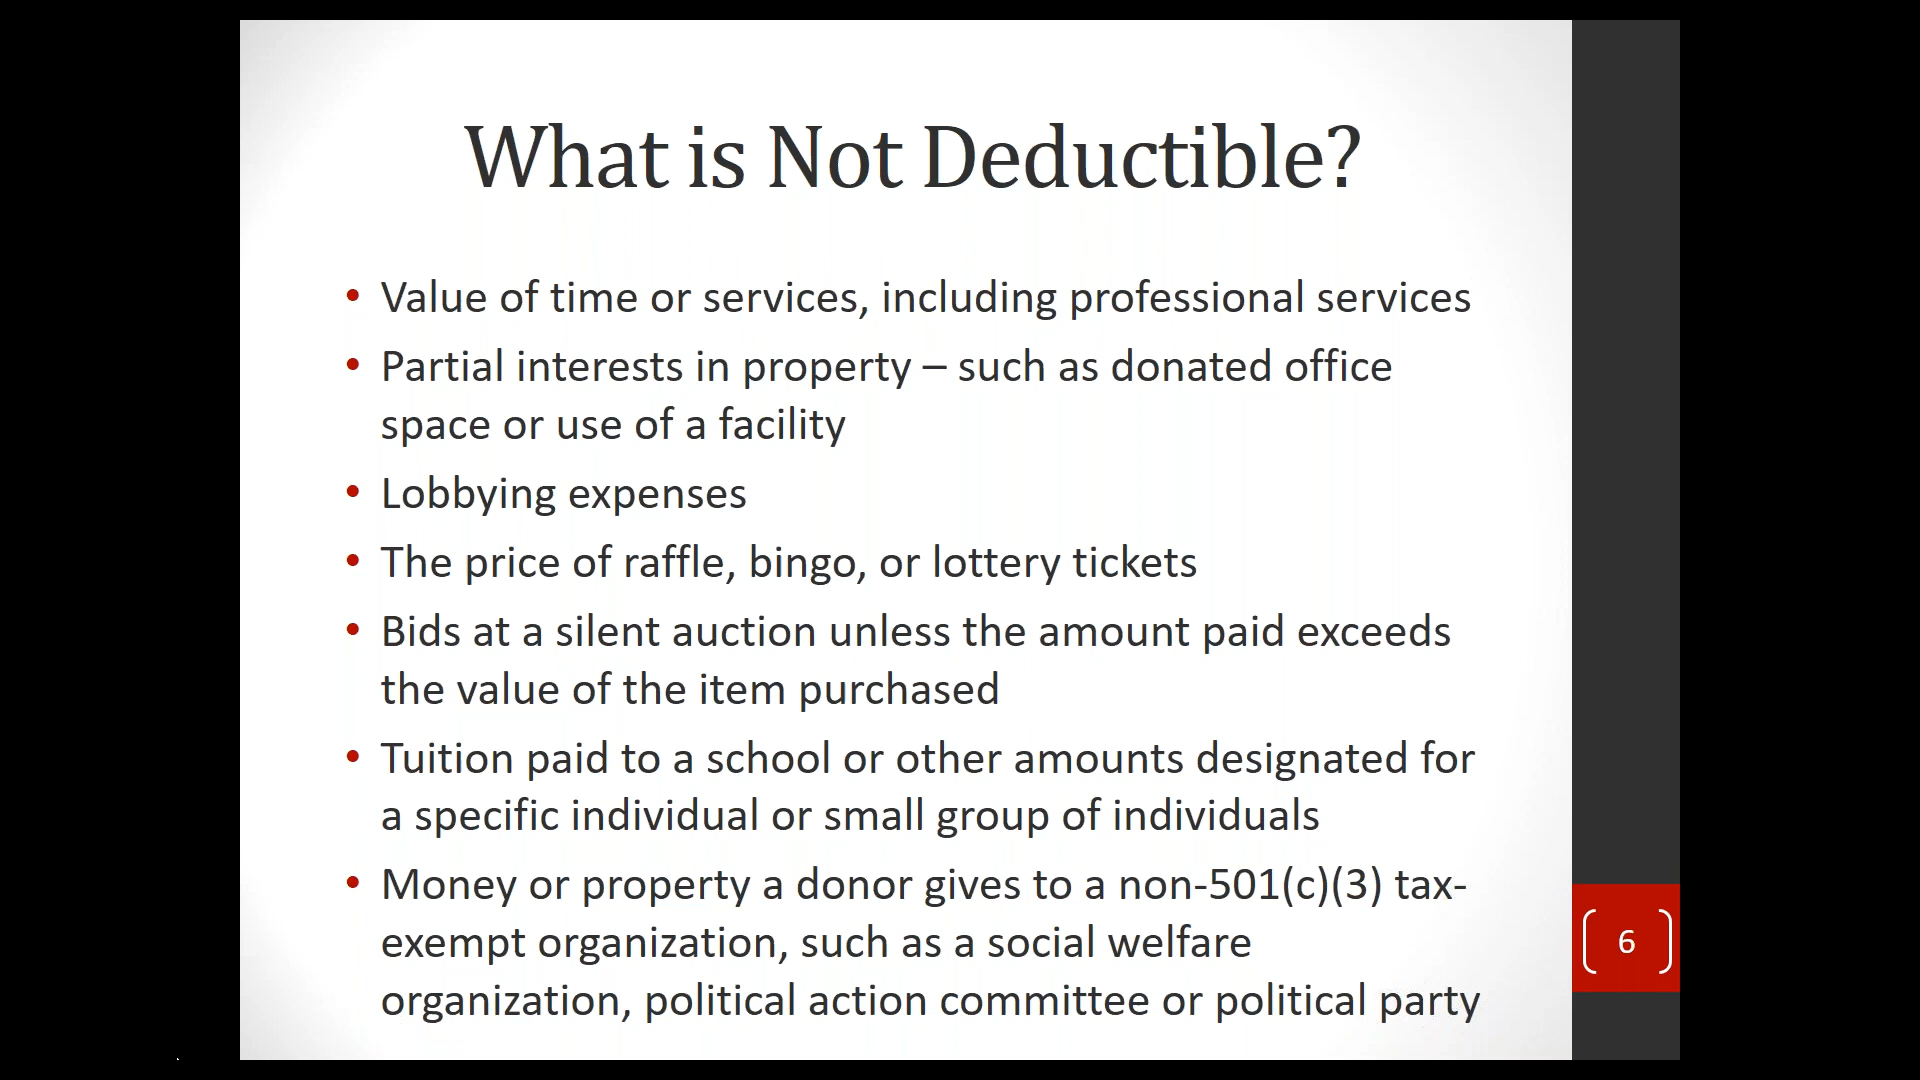 What is Not Deductible?
• Value of time or services, including professional services
• Partial interests in property – such as donated office
space or use of a facility
• Lobbying expenses
• The price of raffle, bingo, or lottery tickets
• Bids at a silent auction unless the amount paid exceeds
the value of the item purchased
• Tuition paid to a school or other amounts designated for
a specific individual or small group of individuals
• Money or property a donor gives to a non-501(c)(3) tax-
exempt organization, such as a social welfare
organization, political action committee or political party
6